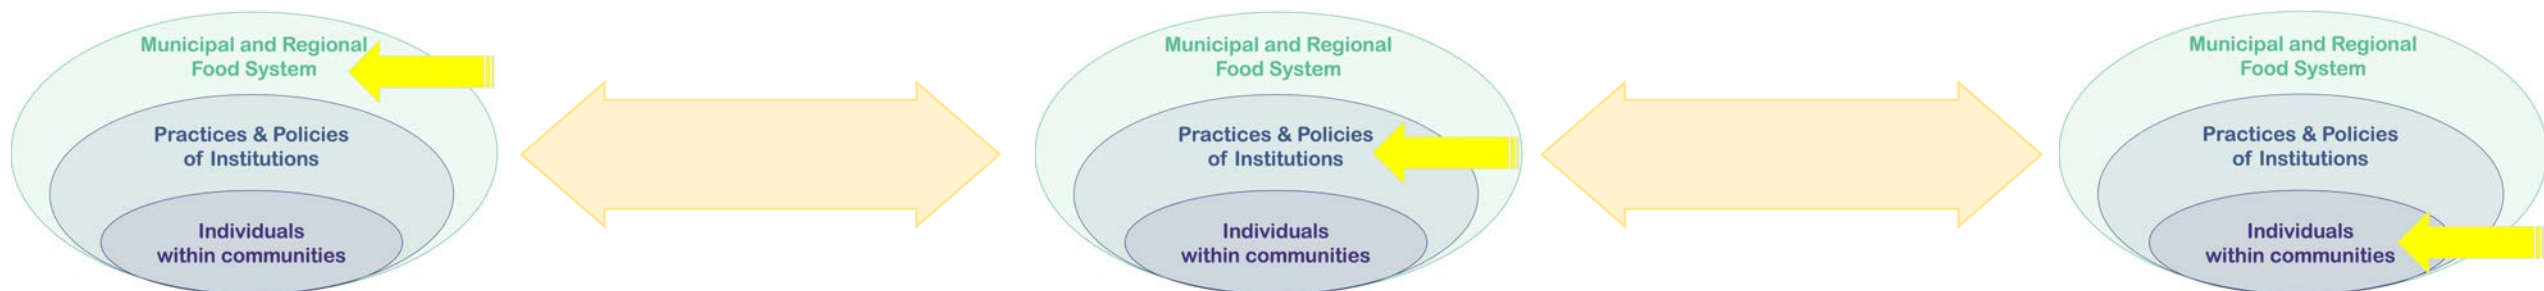 Municipal and Regional
Food System
Practices & Policies
of Institutions
Individuals
within communities
Municipal and Regional
Food System
Practices & Policies
of Institutions
Individuals
within communities
Municipal and Regional
Food System
Practices & Policies
of Institutions
Individuals
within communities